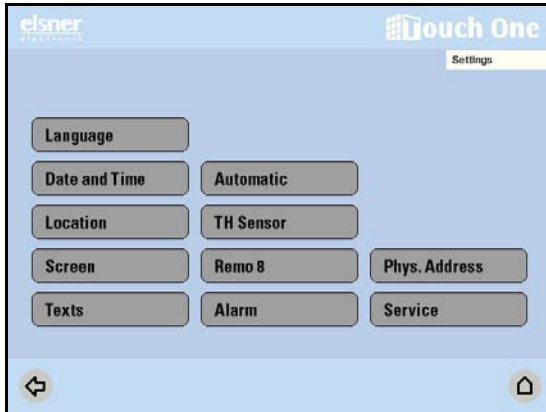 elsner
elektronik
Touch One
Settings
Language
Date and Time
Automatic
Location
TH Sensor
Screen
Remo 8
Phys. Address
Texts
Alarm
Service